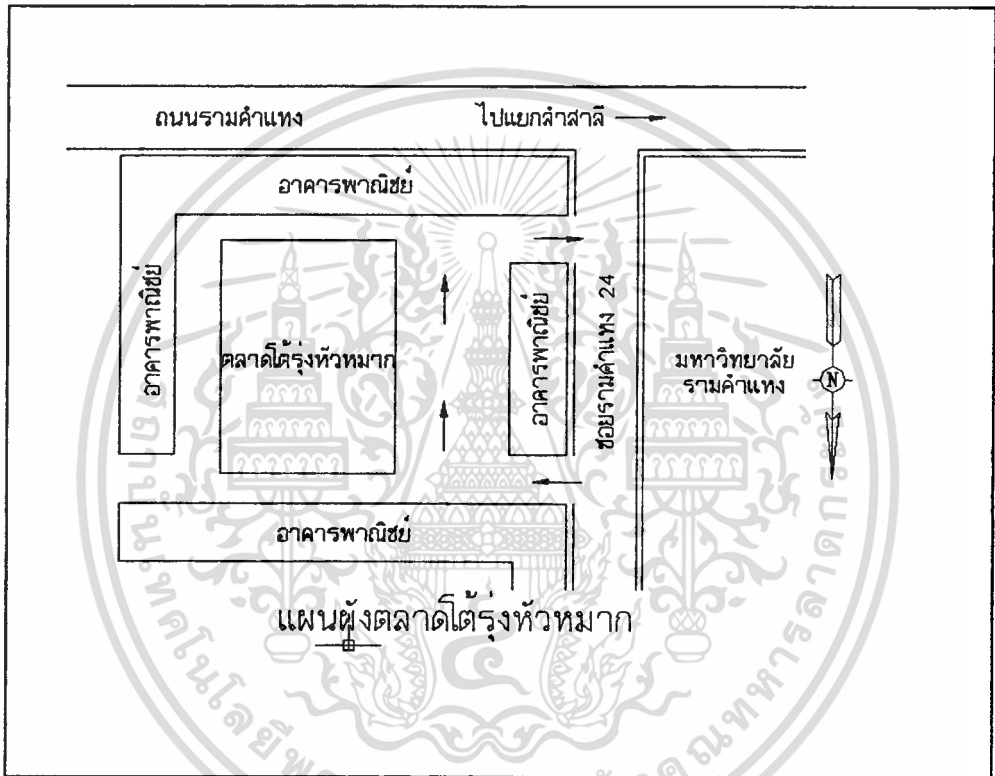 ถนนรามคำแหง
ไปแยกลำสาลี
อาคารพาณิชย์
อาคารพาณิชย์
ตลาดโต้รุ่งหัวหมาก
อาคารพาณิชย์
ซอยรามคำแหง 24
มหาวิทยาลัย
รามคำแหง
N
อาคารพาณิชย์
แผนผังตลาดโต้รุ่งหัวหมาก